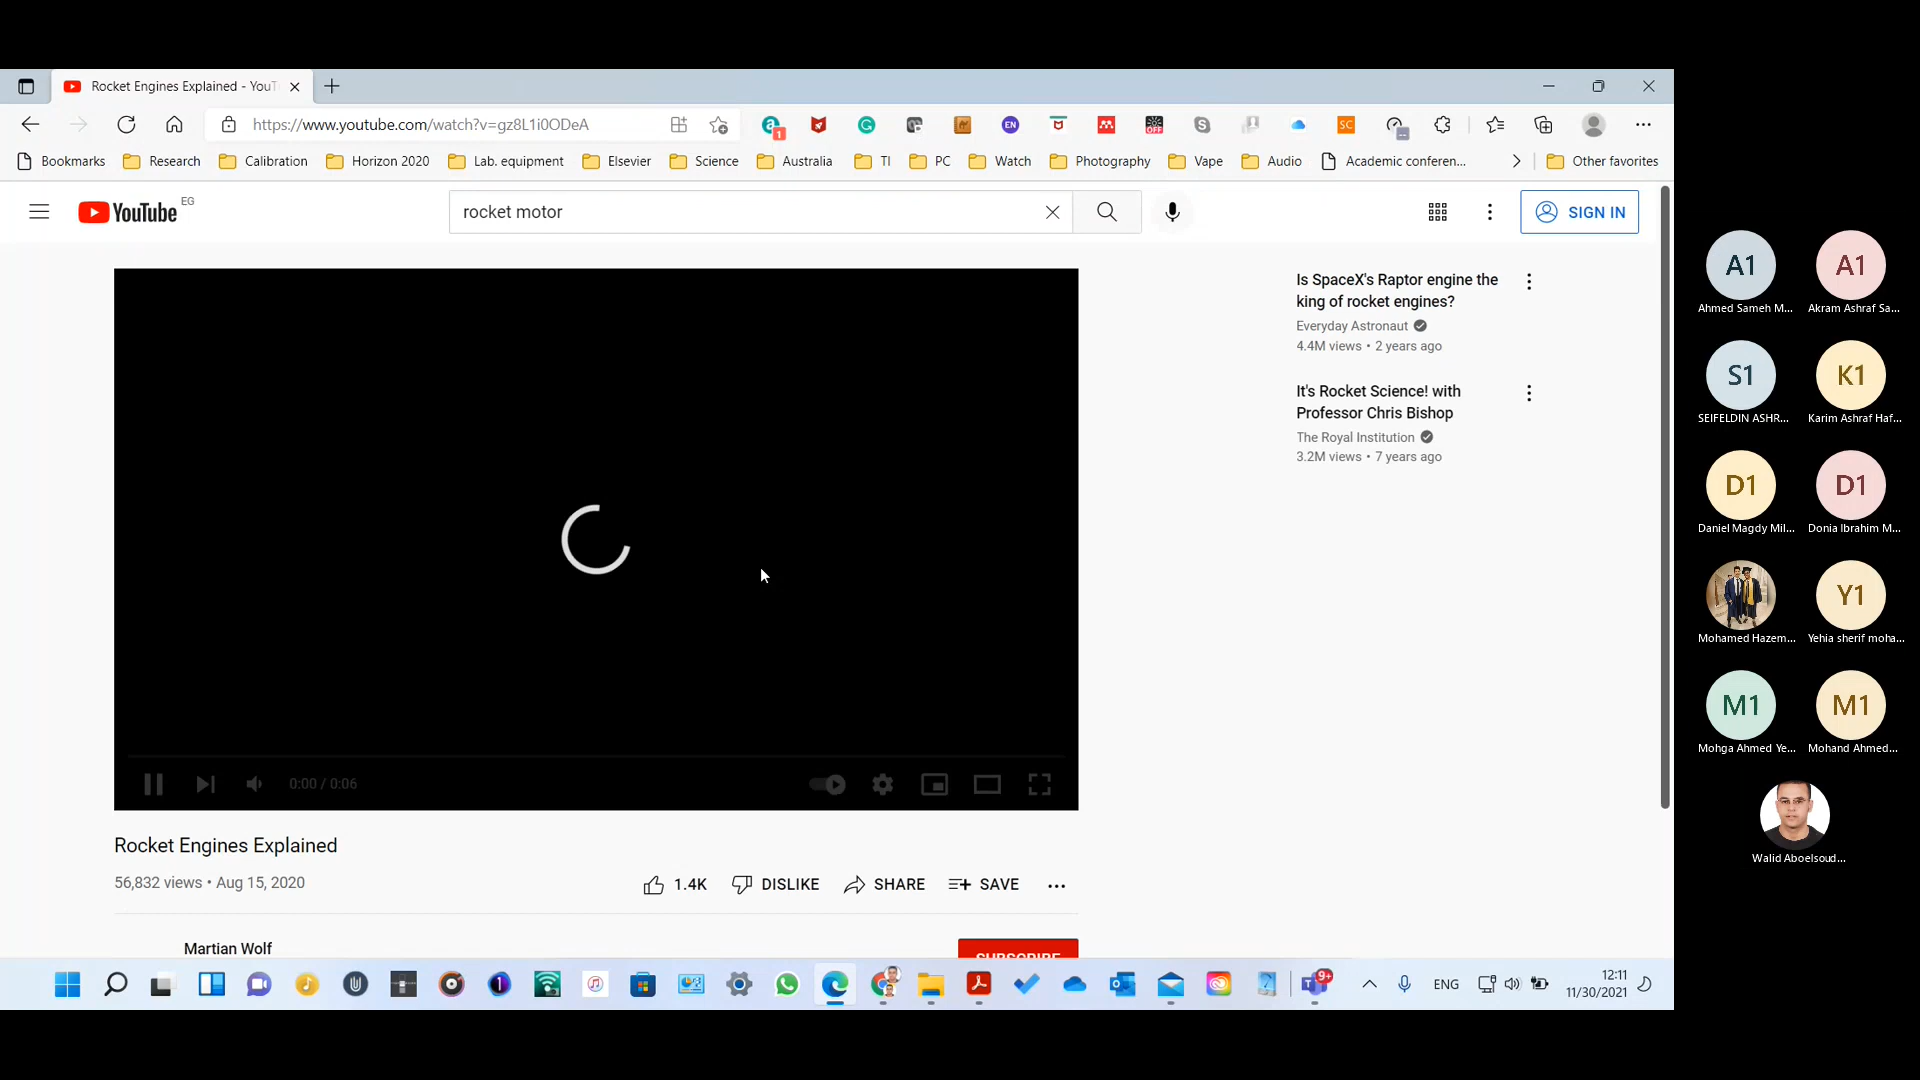 Rocket Engines Explained - YouT
https://www.youtube.com/watch?v=gz8L1i0ODeA
1
EN
OFF
SC
Bookmarks Research Calibration Horizon 2020 Lab. equipment Elsevier Science Australia TI PC Watch Photography Vape Audio Academic conferen... Other favorites
YouTube EG
rocket motor
SIGN IN
Is SpaceX's Raptor engine the
king of rocket engines?
Everyday Astronaut
4.4M views • 2 years ago
It's Rocket Science! with
Professor Chris Bishop
The Royal Institution
3.2M views • 7 years ago
0:00 / 0:06
Rocket Engines Explained
56,832 views • Aug 15, 2020
1.4K DISLIKE SHARE SAVE
Martian Wolf
SUBSCRIBE
9+
ENG
12:11
11/30/2021
A1 A1
Ahmed Sameh M... Akram Ashraf Sa...
S1 K1
SEIFELDIN ASHR... Karim Ashraf Haf...
D1 D1
Daniel Magdy Mil... Donia Ibrahim M...
Y1
Mohamed Hazem... Yehia sherif moha...
M1 M1
Mohga Ahmed Ye... Mohand Ahmed...
Walid Aboelsoud...